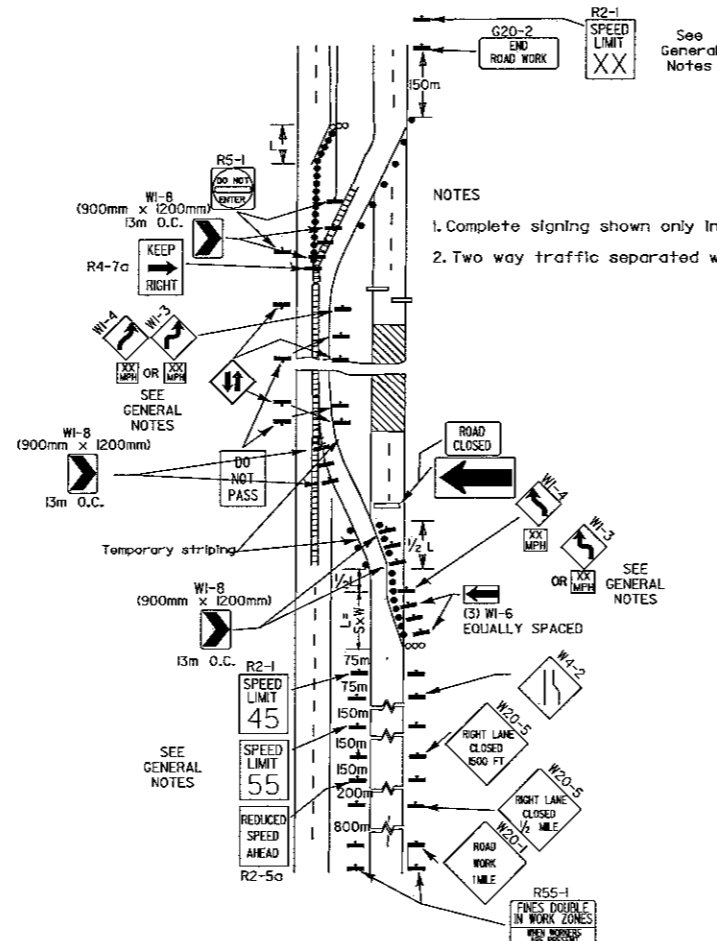 R2-1
SPEED
LIMIT
XX
See
General
Notes
G20-2
END
ROAD WORK
150m
L
R5-1
DO NOT
ENTER
W1-8
(900mm x 1200mm)
13m O.C.
KEEP
RIGHT
R4-7a
NOTES
1. Complete signing shown only in
2. Two way traffic separated w
W1-4
W1-3
XX
MPH
OR
XX
MPH
SEE
GENERAL
NOTES
W1-8
(900mm x 1200mm)
13m O.C.
DO
NOT
PASS
ROAD
CLOSED
W1-4
XX
MPH
W1-3
OR
XX
MPH
SEE
GENERAL
NOTES
Temporary striping
1/2 L
1/2 L
L=
SxW
W1-8
(900mm x 1200mm)
13m O.C.
(3) W1-6
EQUALLY SPACED
75m
R2-1
SPEED
LIMIT
45
75m
W4-2
150m
SPEED
LIMIT
55
SEE
GENERAL
NOTES
150m
W20-5
RIGHT LANE
CLOSED
1500 FT
150m
200m
W20-5
RIGHT LANE
CLOSED
1/2 MILE
REDUCED
SPEED
AHEAD
R2-5a
800m
W20-1
ROAD
WORK
1 MILE
R55-1
FINES DOUBLE
IN WORK ZONES
WHEN WORKERS
ARE PRESENT